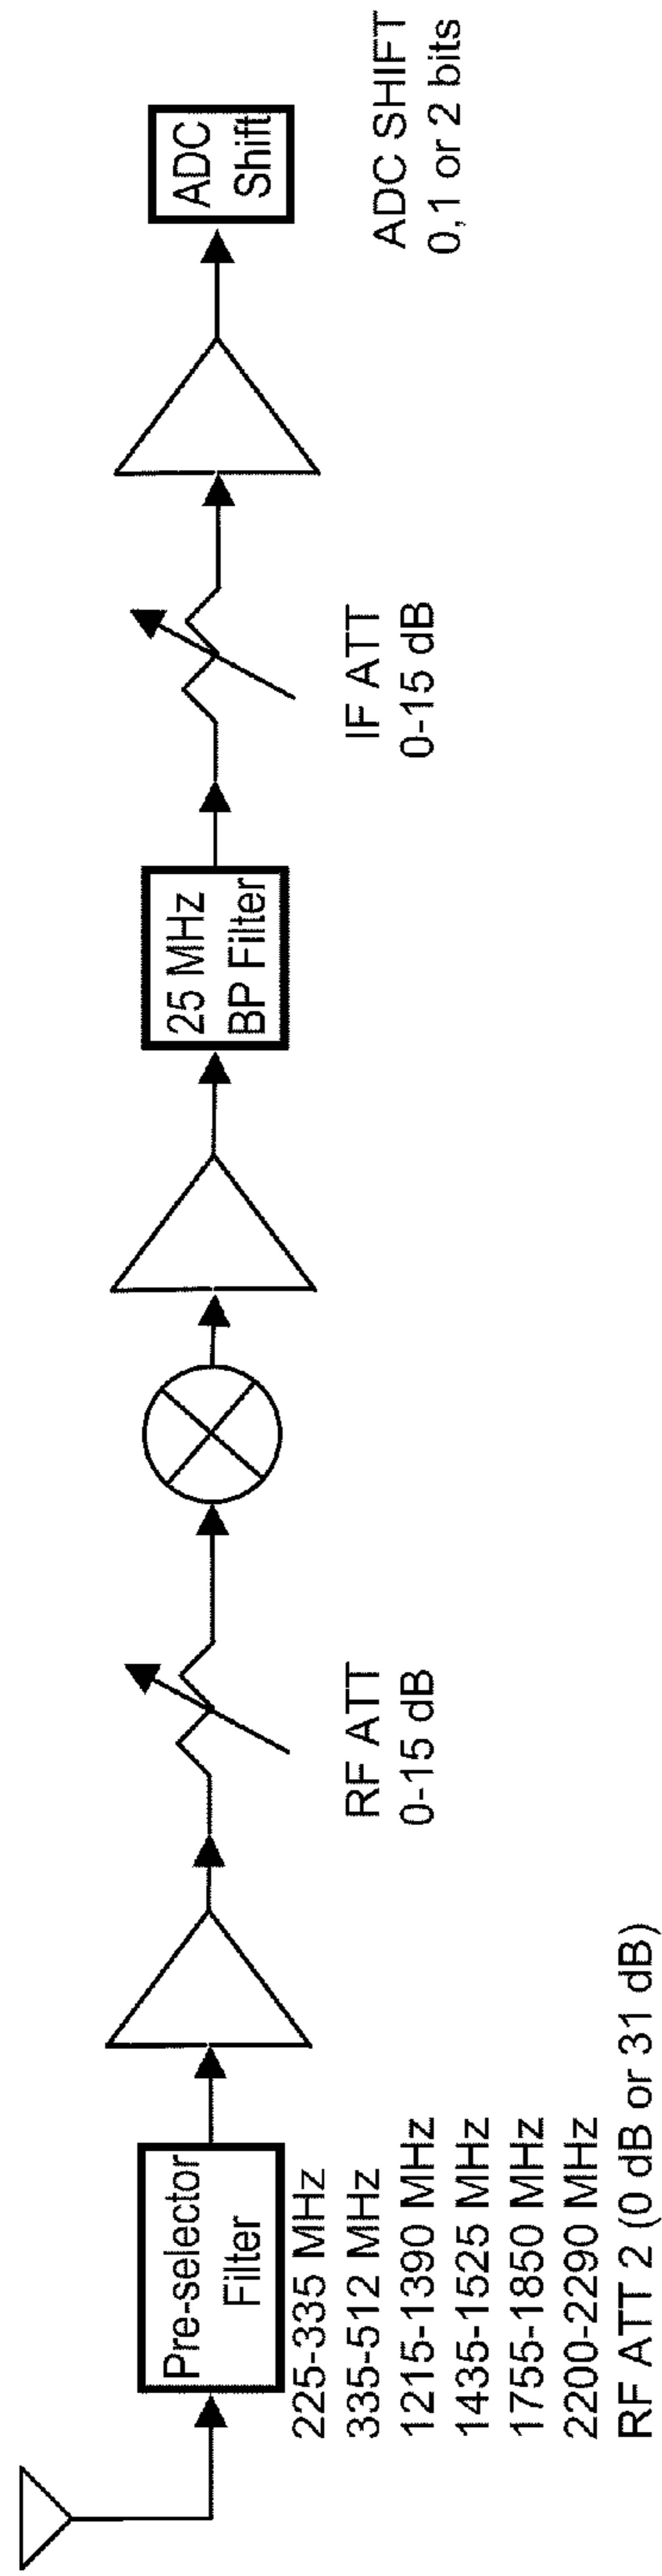 Pre-selector
Filter
225-335 MHz
335-512 MHz
1215-1390 MHz
1435-1525 MHz
1755-1850 MHz
2200-2290 MHz
RF ATT 2 (0 dB or 31 dB)
RF ATT
0-15 dB
25 MHz
BP Filter
IF ATT
0-15 dB
ADC
Shift
ADC SHIFT
0,1 or 2 bits